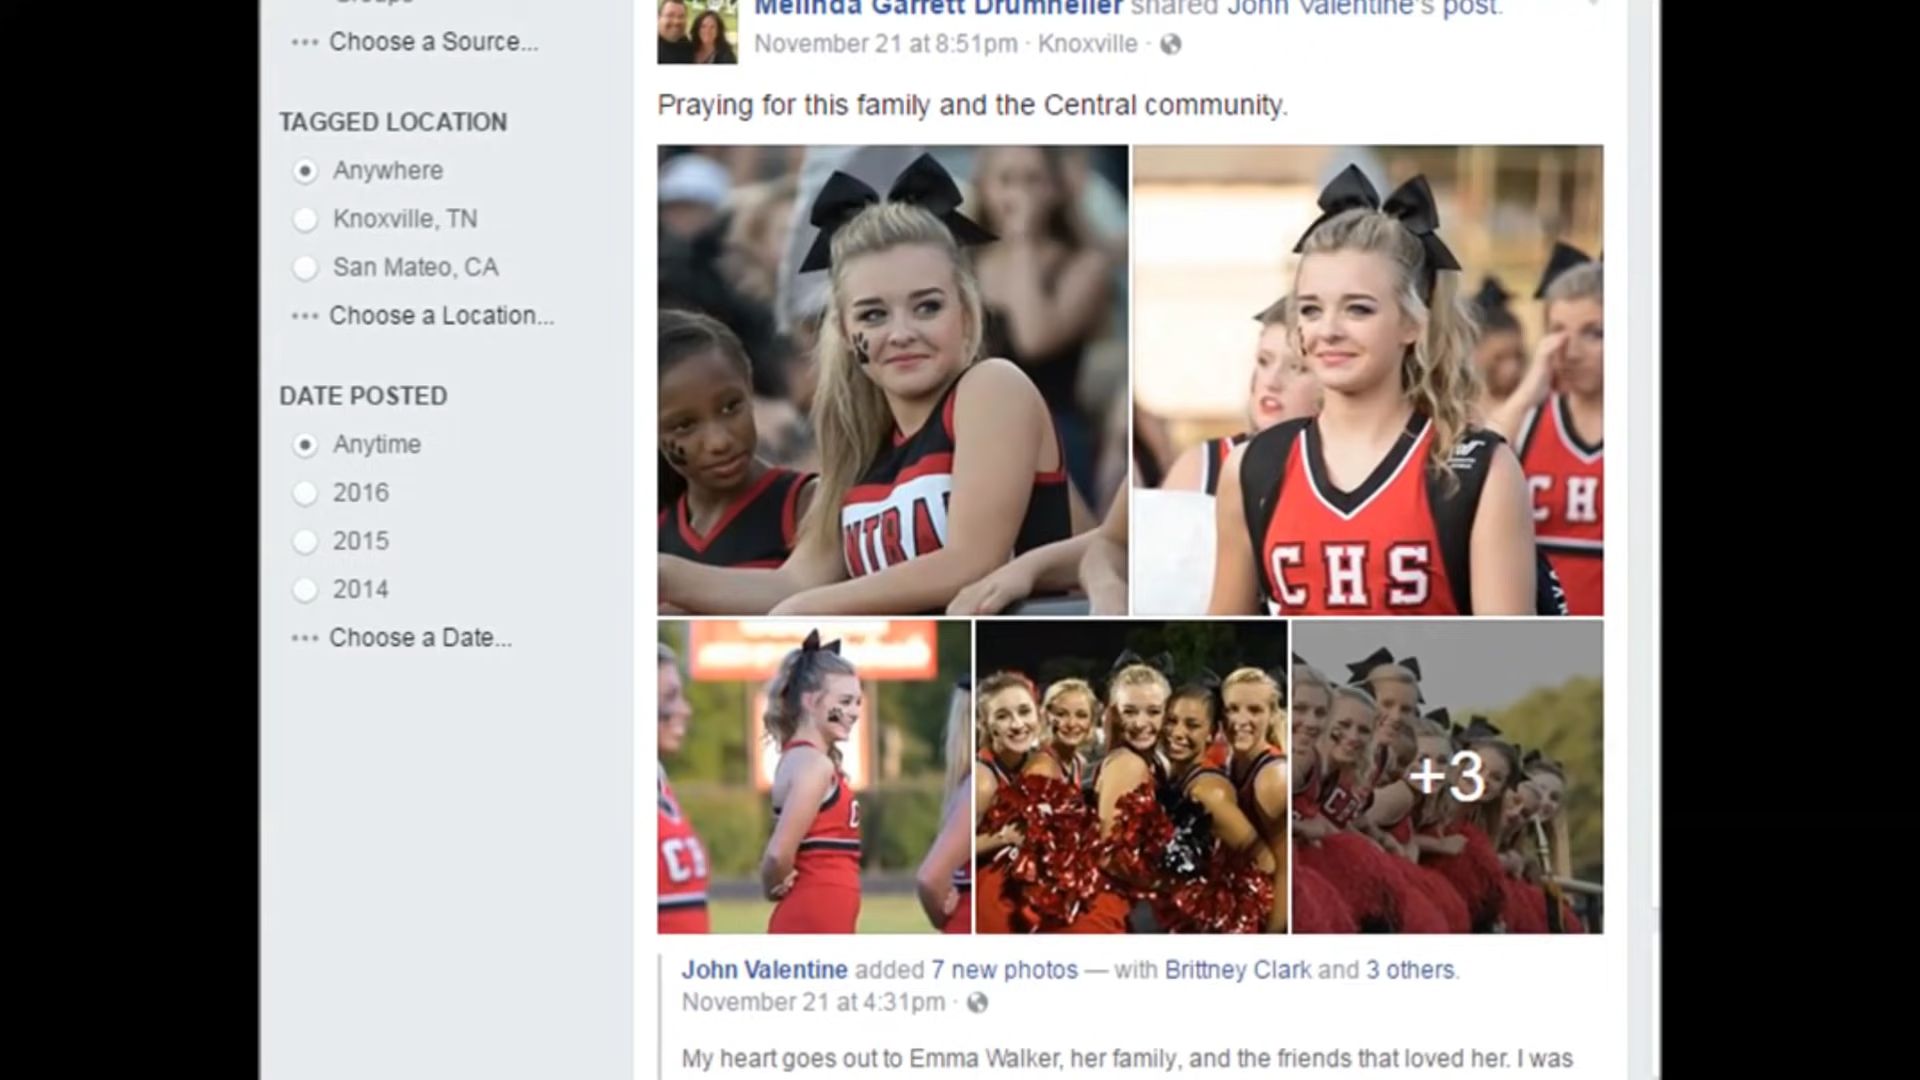 Groups
... Choose a Source...
TAGGED LOCATION
Anywhere
Knoxville, TN
San Mateo, CA
... Choose a Location...
DATE POSTED
Anytime
2016
2015
2014
... Choose a Date...
Melinda Garrett Drumheller shared John Valentine's post.
November 21 at 8:51pm · Knoxville ·
Praying for this family and the Central community.
NTRA
CHS
CH
C
CH
+3
John Valentine added 7 new photos — with Brittney Clark and 3 others.
November 21 at 4:31pm ·
My heart goes out to Emma Walker, her family, and the friends that loved her. I was